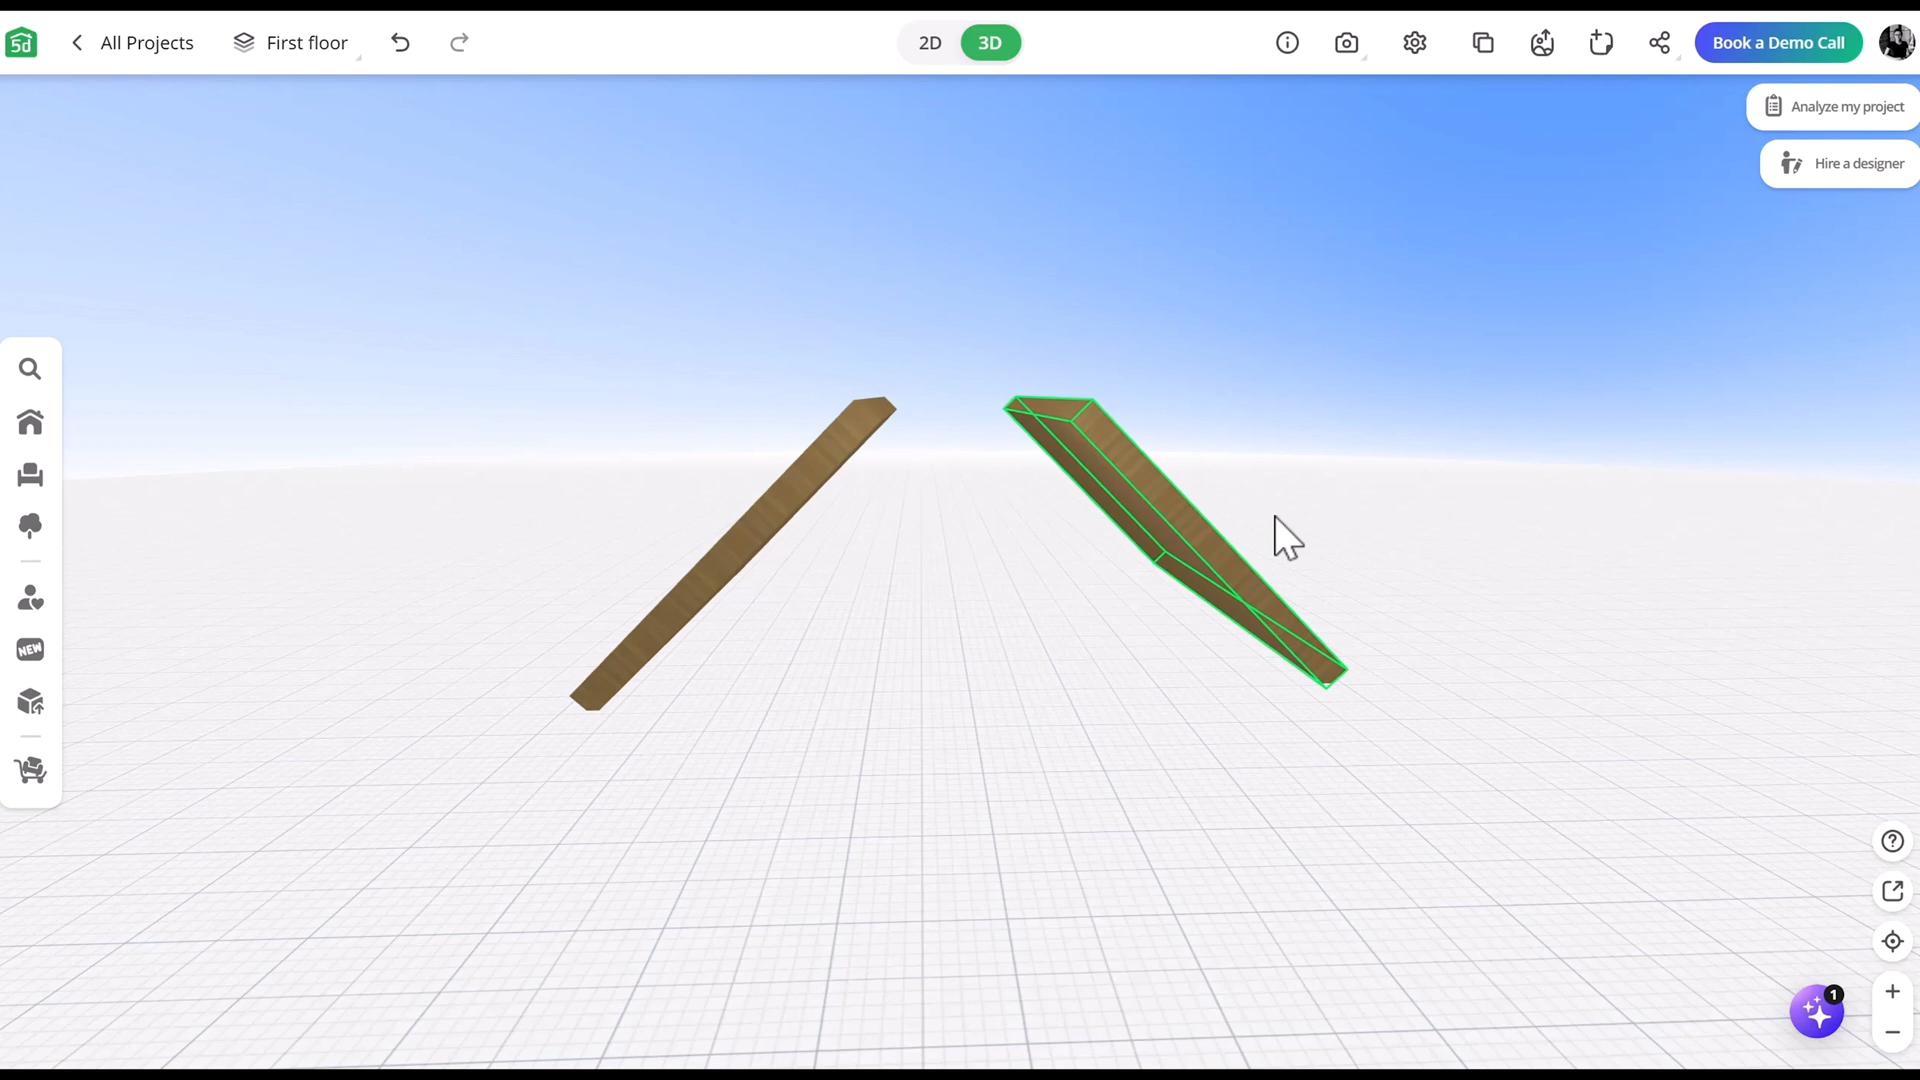 5d
All Projects
First floor
2D
3D
Book a Demo Call
Analyze my project
Hire a designer
NEW
1